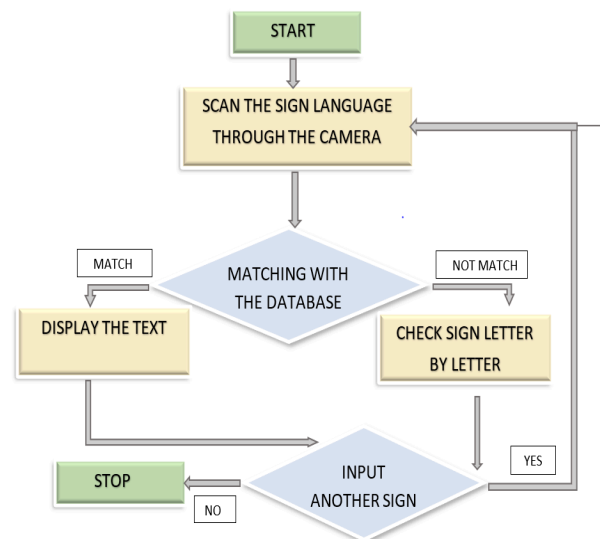 START
SCAN THE SIGN LANGUAGE
THROUGH THE CAMERA
MATCH
MATCHING WITH
THE DATABASE
NOT MATCH
DISPLAY THE TEXT
CHECK SIGN LETTER
BY LETTER
STOP
NO
INPUT
ANOTHER SIGN
YES